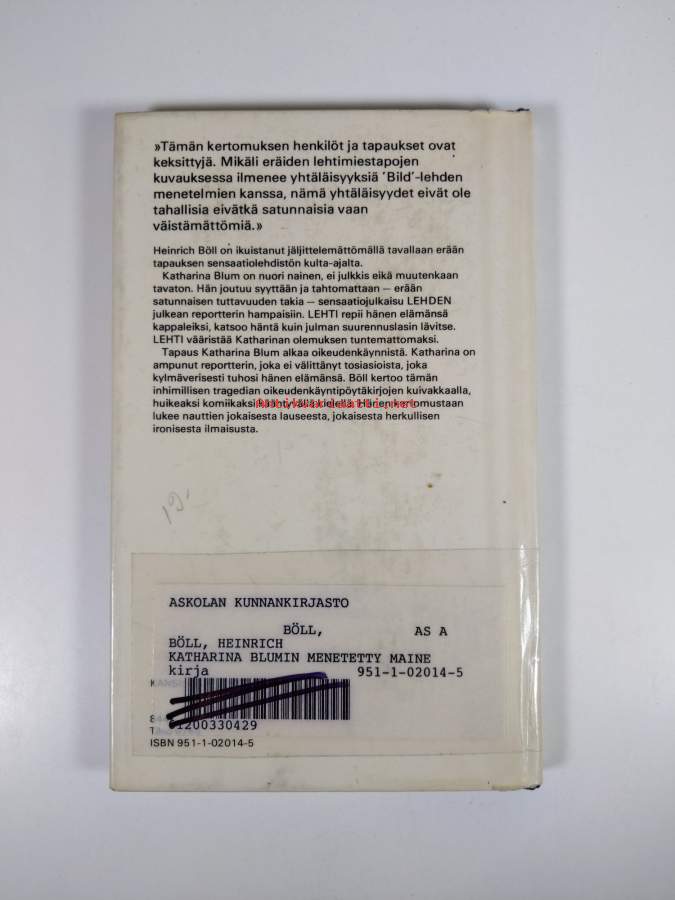 »Tämän kertomuksen henkilöt ja tapaukset ovat
keksittyjä. Mikäli eräiden lehtimiestapojen
kuvauksessa ilmenee yhtäläisyyksiä 'Bild'-lehden
menetelmien kanssa, nämä yhtäläisyydet eivät ole
tahallisia eivätkä satunnaisia vaan
väistämättömiä.»
Heinrich Böll on ikuistanut jäljittelemättömällä tavallaan erään
tapauksen sensaatiolehdistön kulta-ajalta.
Katharina Blum on nuori nainen, ei julkkis eikä muutenkaan
tavaton. Hän joutuu syyttään ja tahtomattaan — erään
satunnaisen tuttavuuden takia — sensaatiojulkaisu LEHDEN
julkean reportterin hampaisiin. LEHTI repii hänen elämänsä
kappaleiksi, katsoo häntä kuin julman suurennuslasin lävitse.
LEHTI vääristää Katharinan olemuksen tuntemattomaksi.
Tapaus Katharina Blum alkaa oikeudenkäynnistä. Katharina on
ampunut reportterin, joka ei välittänyt tosiasioista, joka
kylmäverisesti tuhosi hänen elämänsä. Böll kertoo tämän
inhimillisen tragedian oikeudenkäyntipöytäkirjojen kuivakkaalla,
huikeaksi komiikaksi Hänen kertomustaan
lukee nauttien jokaisesta lauseesta, jokaisesta herkullisen
ironisesta ilmaisusta.
ASKOLAN KUNNANKIRJASTO
BÖLL, AS A
BÖLL, HEINRICH
KATHARINA BLUMIN MENETETTY MAINE
kirja 951-1-02014-5
01200330429
ISBN 951-1-02014-5